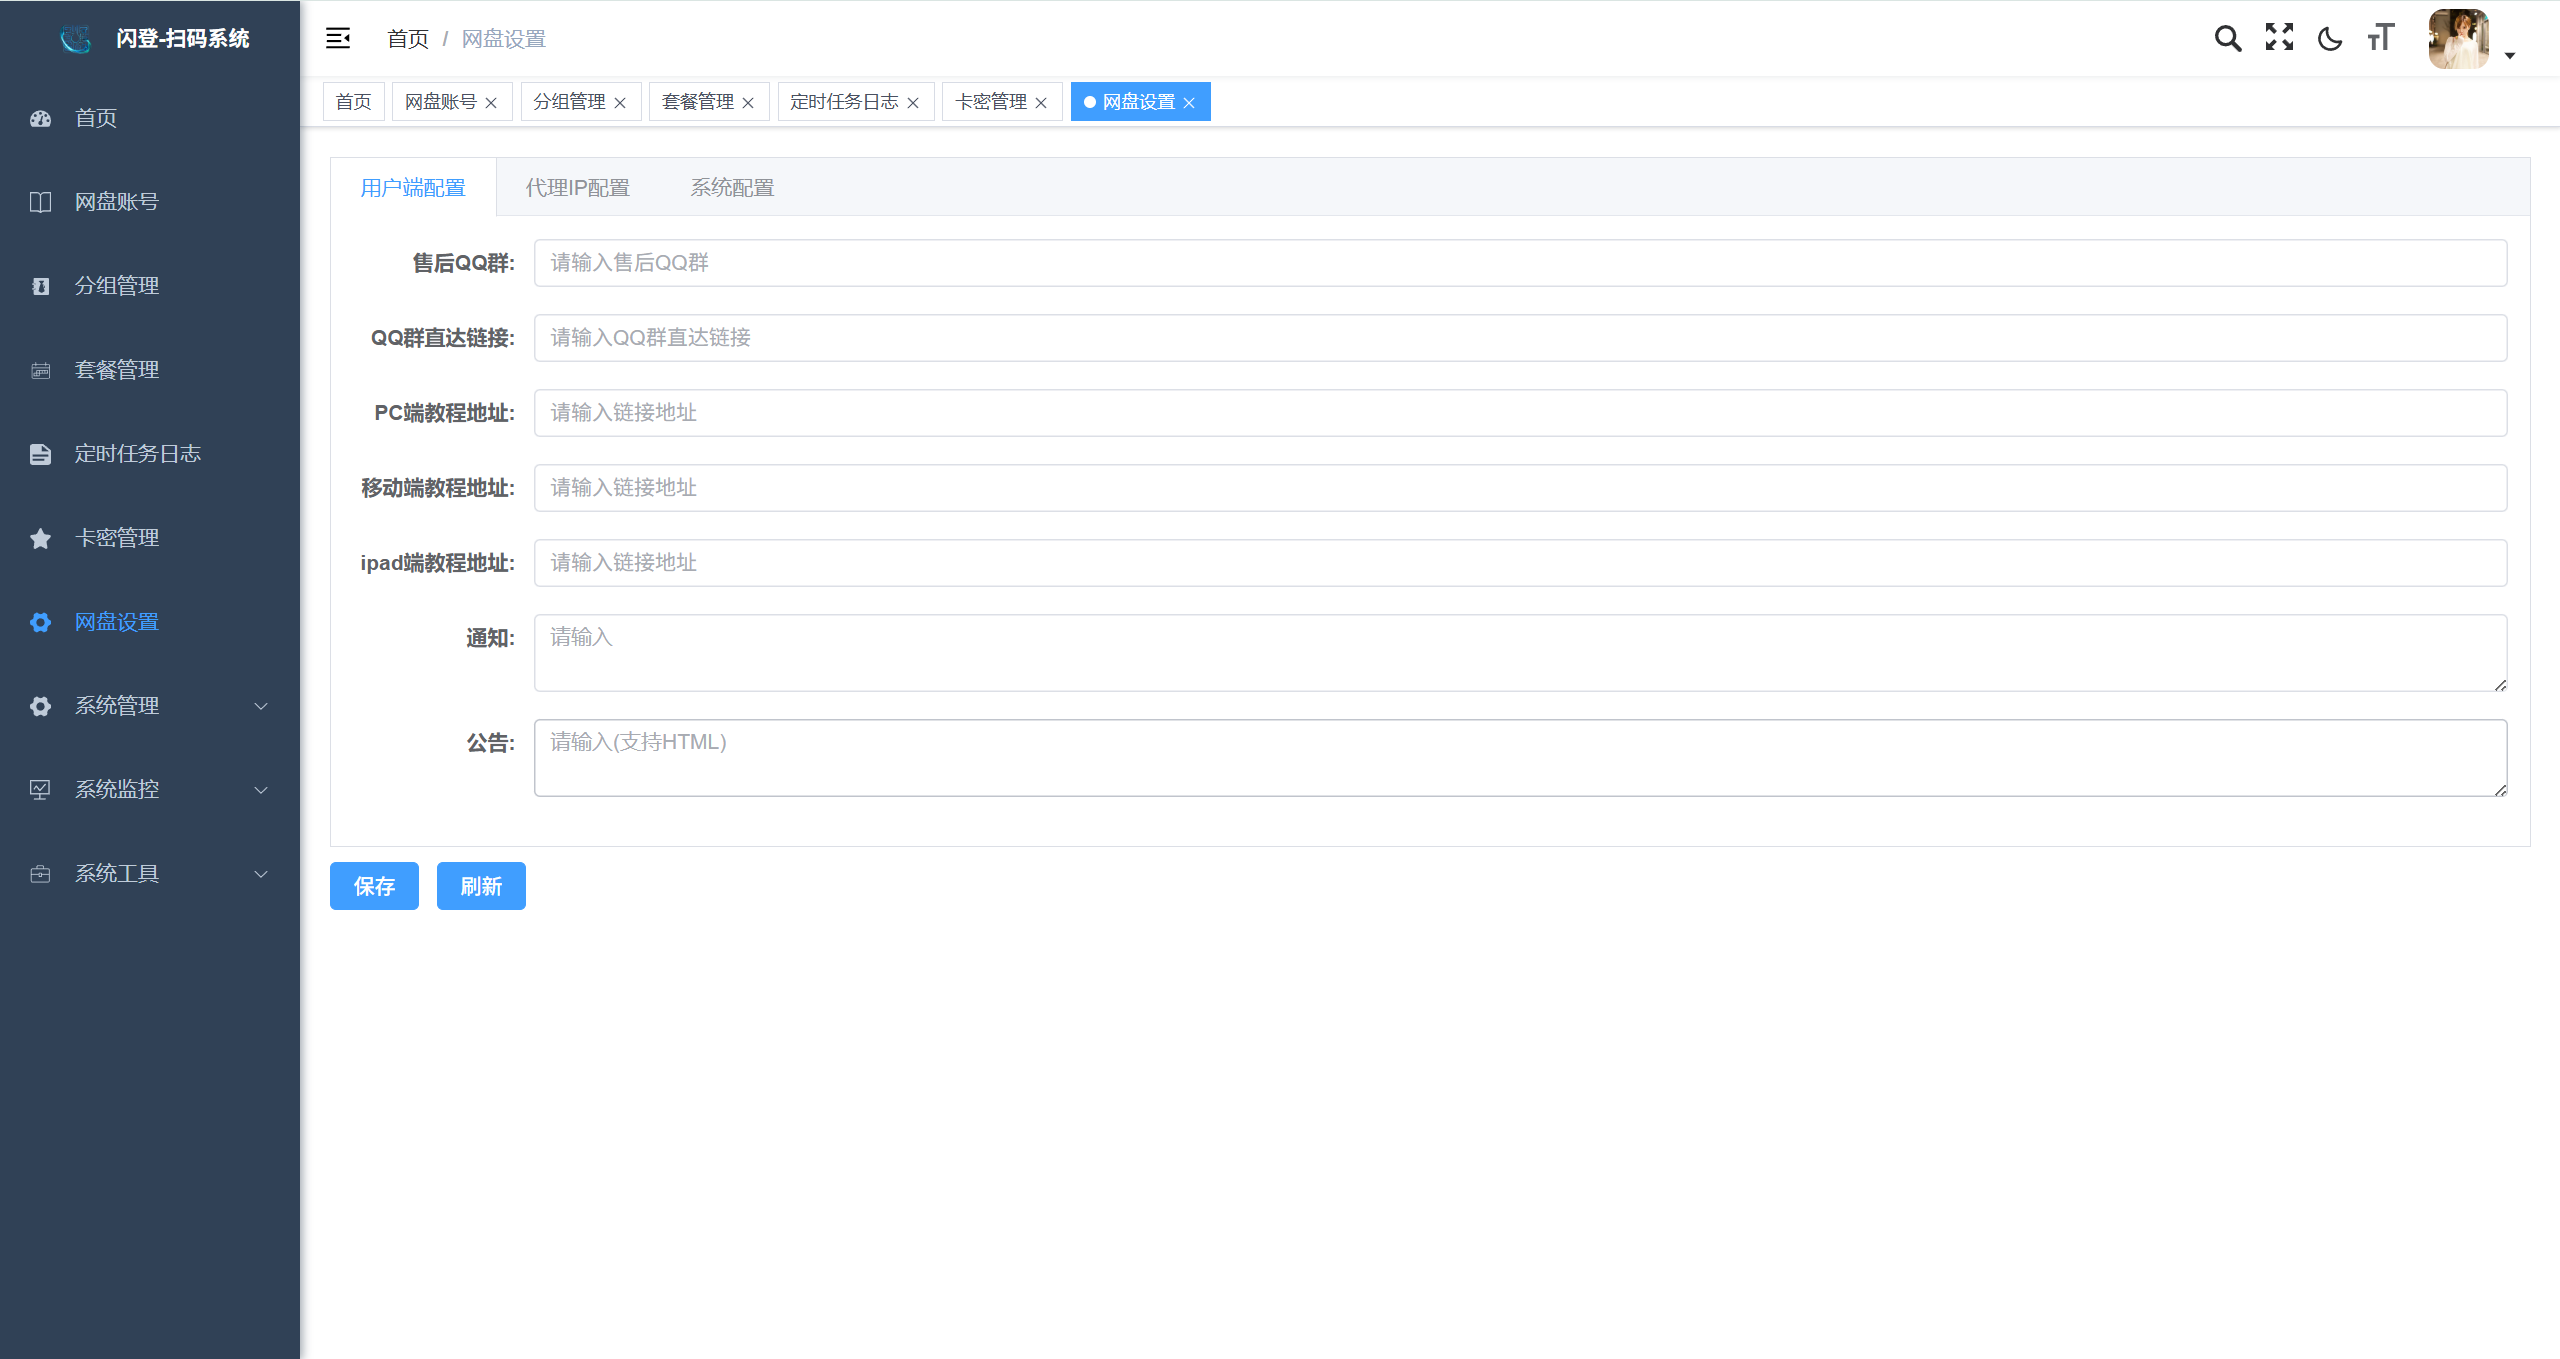 闪登-扫码系统
首页
网盘账号
分组管理
套餐管理
定时任务日志
卡密管理
网盘设置
系统管理
系统监控
系统工具
首页 / 网盘设置
首页 网盘账号 分组管理 套餐管理 定时任务日志 卡密管理 网盘设置
用户端配置 代理IP配置 系统配置
售后QQ群: 请输入售后QQ群
QQ群直达链接: 请输入QQ群直达链接
PC端教程地址: 请输入链接地址
移动端教程地址: 请输入链接地址
ipad端教程地址: 请输入链接地址
通知: 请输入
公告: 请输入(支持HTML)
保存 刷新